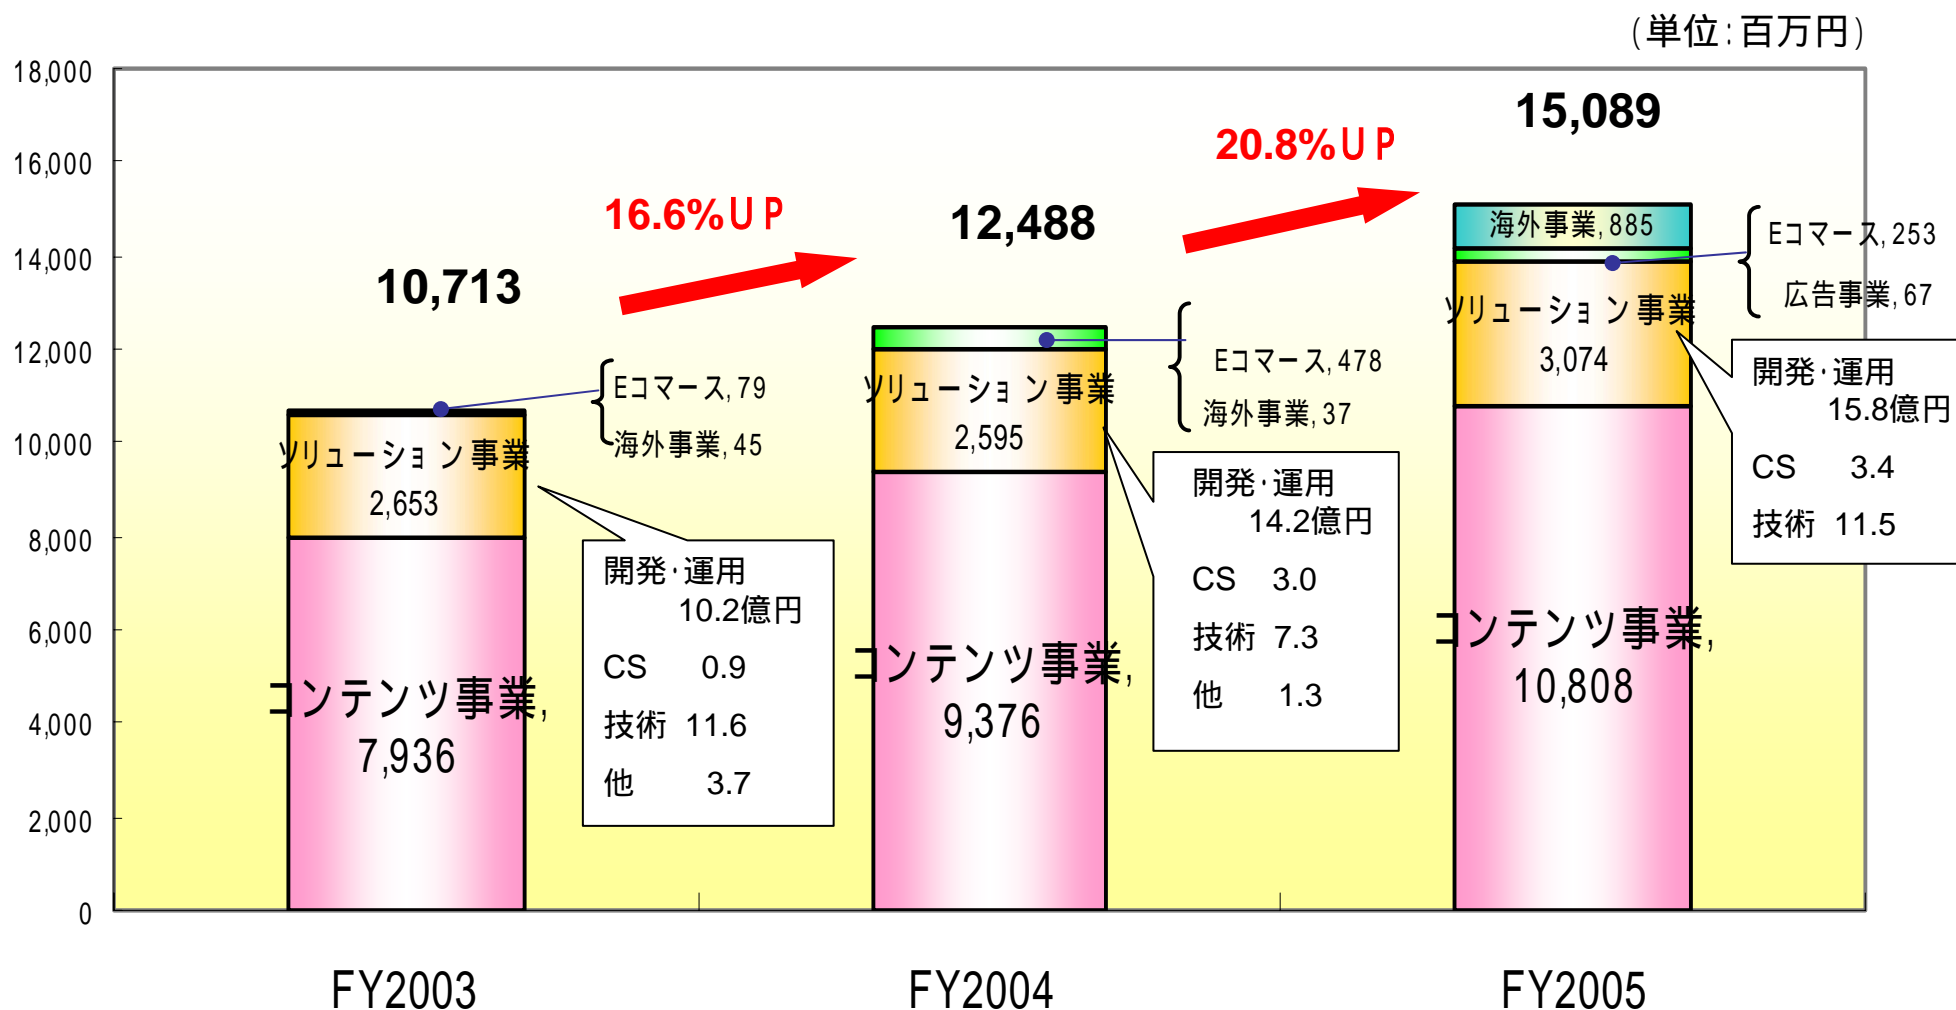 (単位:百万円)
18,000
16,000
14,000
12,000
10,000
8,000
6,000
4,000
2,000
0
10,713
16.6%UP
12,488
20.8%UP
15,089
Eコマース,79
海外事業,45
ソリューション事業
2,653
コンテンツ事業,
7,936
開発・運用
10.2億円
CS 0.9
技術 11.6
他 3.7
Eコマース,478
海外事業,37
ソリューション事業
2,595
コンテンツ事業,
9,376
開発・運用
14.2億円
CS 3.0
技術 7.3
他 1.3
海外事業,885
Eコマース,253
広告事業,67
ソリューション事業
3,074
コンテンツ事業,
10,808
開発・運用
15.8億円
CS 3.4
技術 11.5
FY2003
FY2004
FY2005